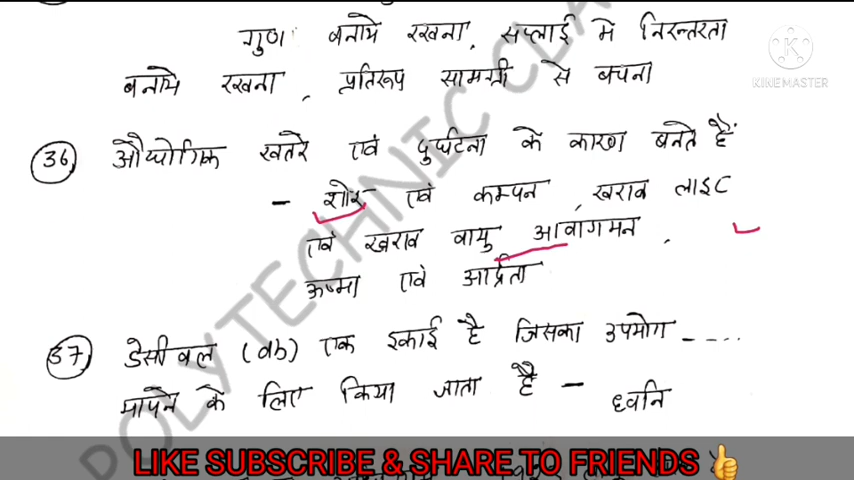 गुण बनाये रखना, सप्लाई मे निरन्तरता
बनाये रखना, प्रतिरूप सामग्री से बचना
KINEMASTER
36 औद्योगिक खतरे एवं दुर्घटना के कारण बनते है
- शोर एवं कम्पन, खराब लाइट
एवं खराब वायु आवागमन,
ऊष्मा एवं आर्द्रता
37 डेसीबल (db) एक इकाई है जिसका उपयोग ----
मापने के लिए किया जाता है - ध्वनि
POLYTECHNIC CLA
LIKE SUBSCRIBE & SHARE TO FRIENDS👍